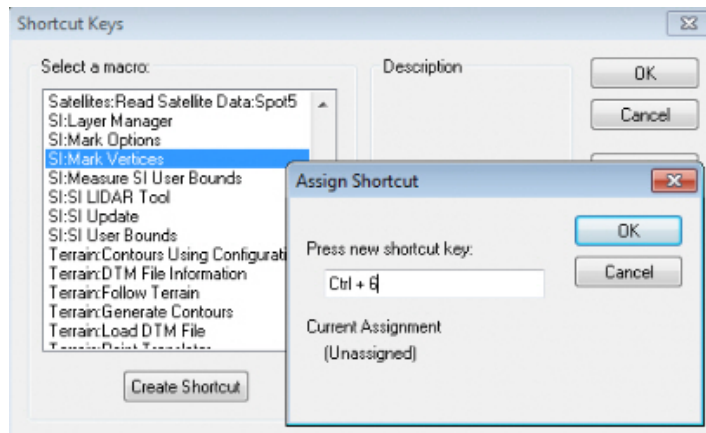 Shortcut Keys
Select a macro:
Description
OK
Cancel
Satellites:Read Satellite Data:Spot5
SI:Layer Manager
SI:Mark Options
SI:Mark Vertices
SI:Measure SI User Bounds
SI:SI LIDAR Tool
SI:SI Update
SI:SI User Bounds
Terrain:Contours Using Configurati
Terrain:DTM File Information
Terrain:Follow Terrain
Terrain:Generate Contours
Terrain:Load DTM File
Create Shortcut
Assign Shortcut
Press new shortcut key:
Ctrl + 6
OK
Cancel
Current Assignment
(Unassigned)